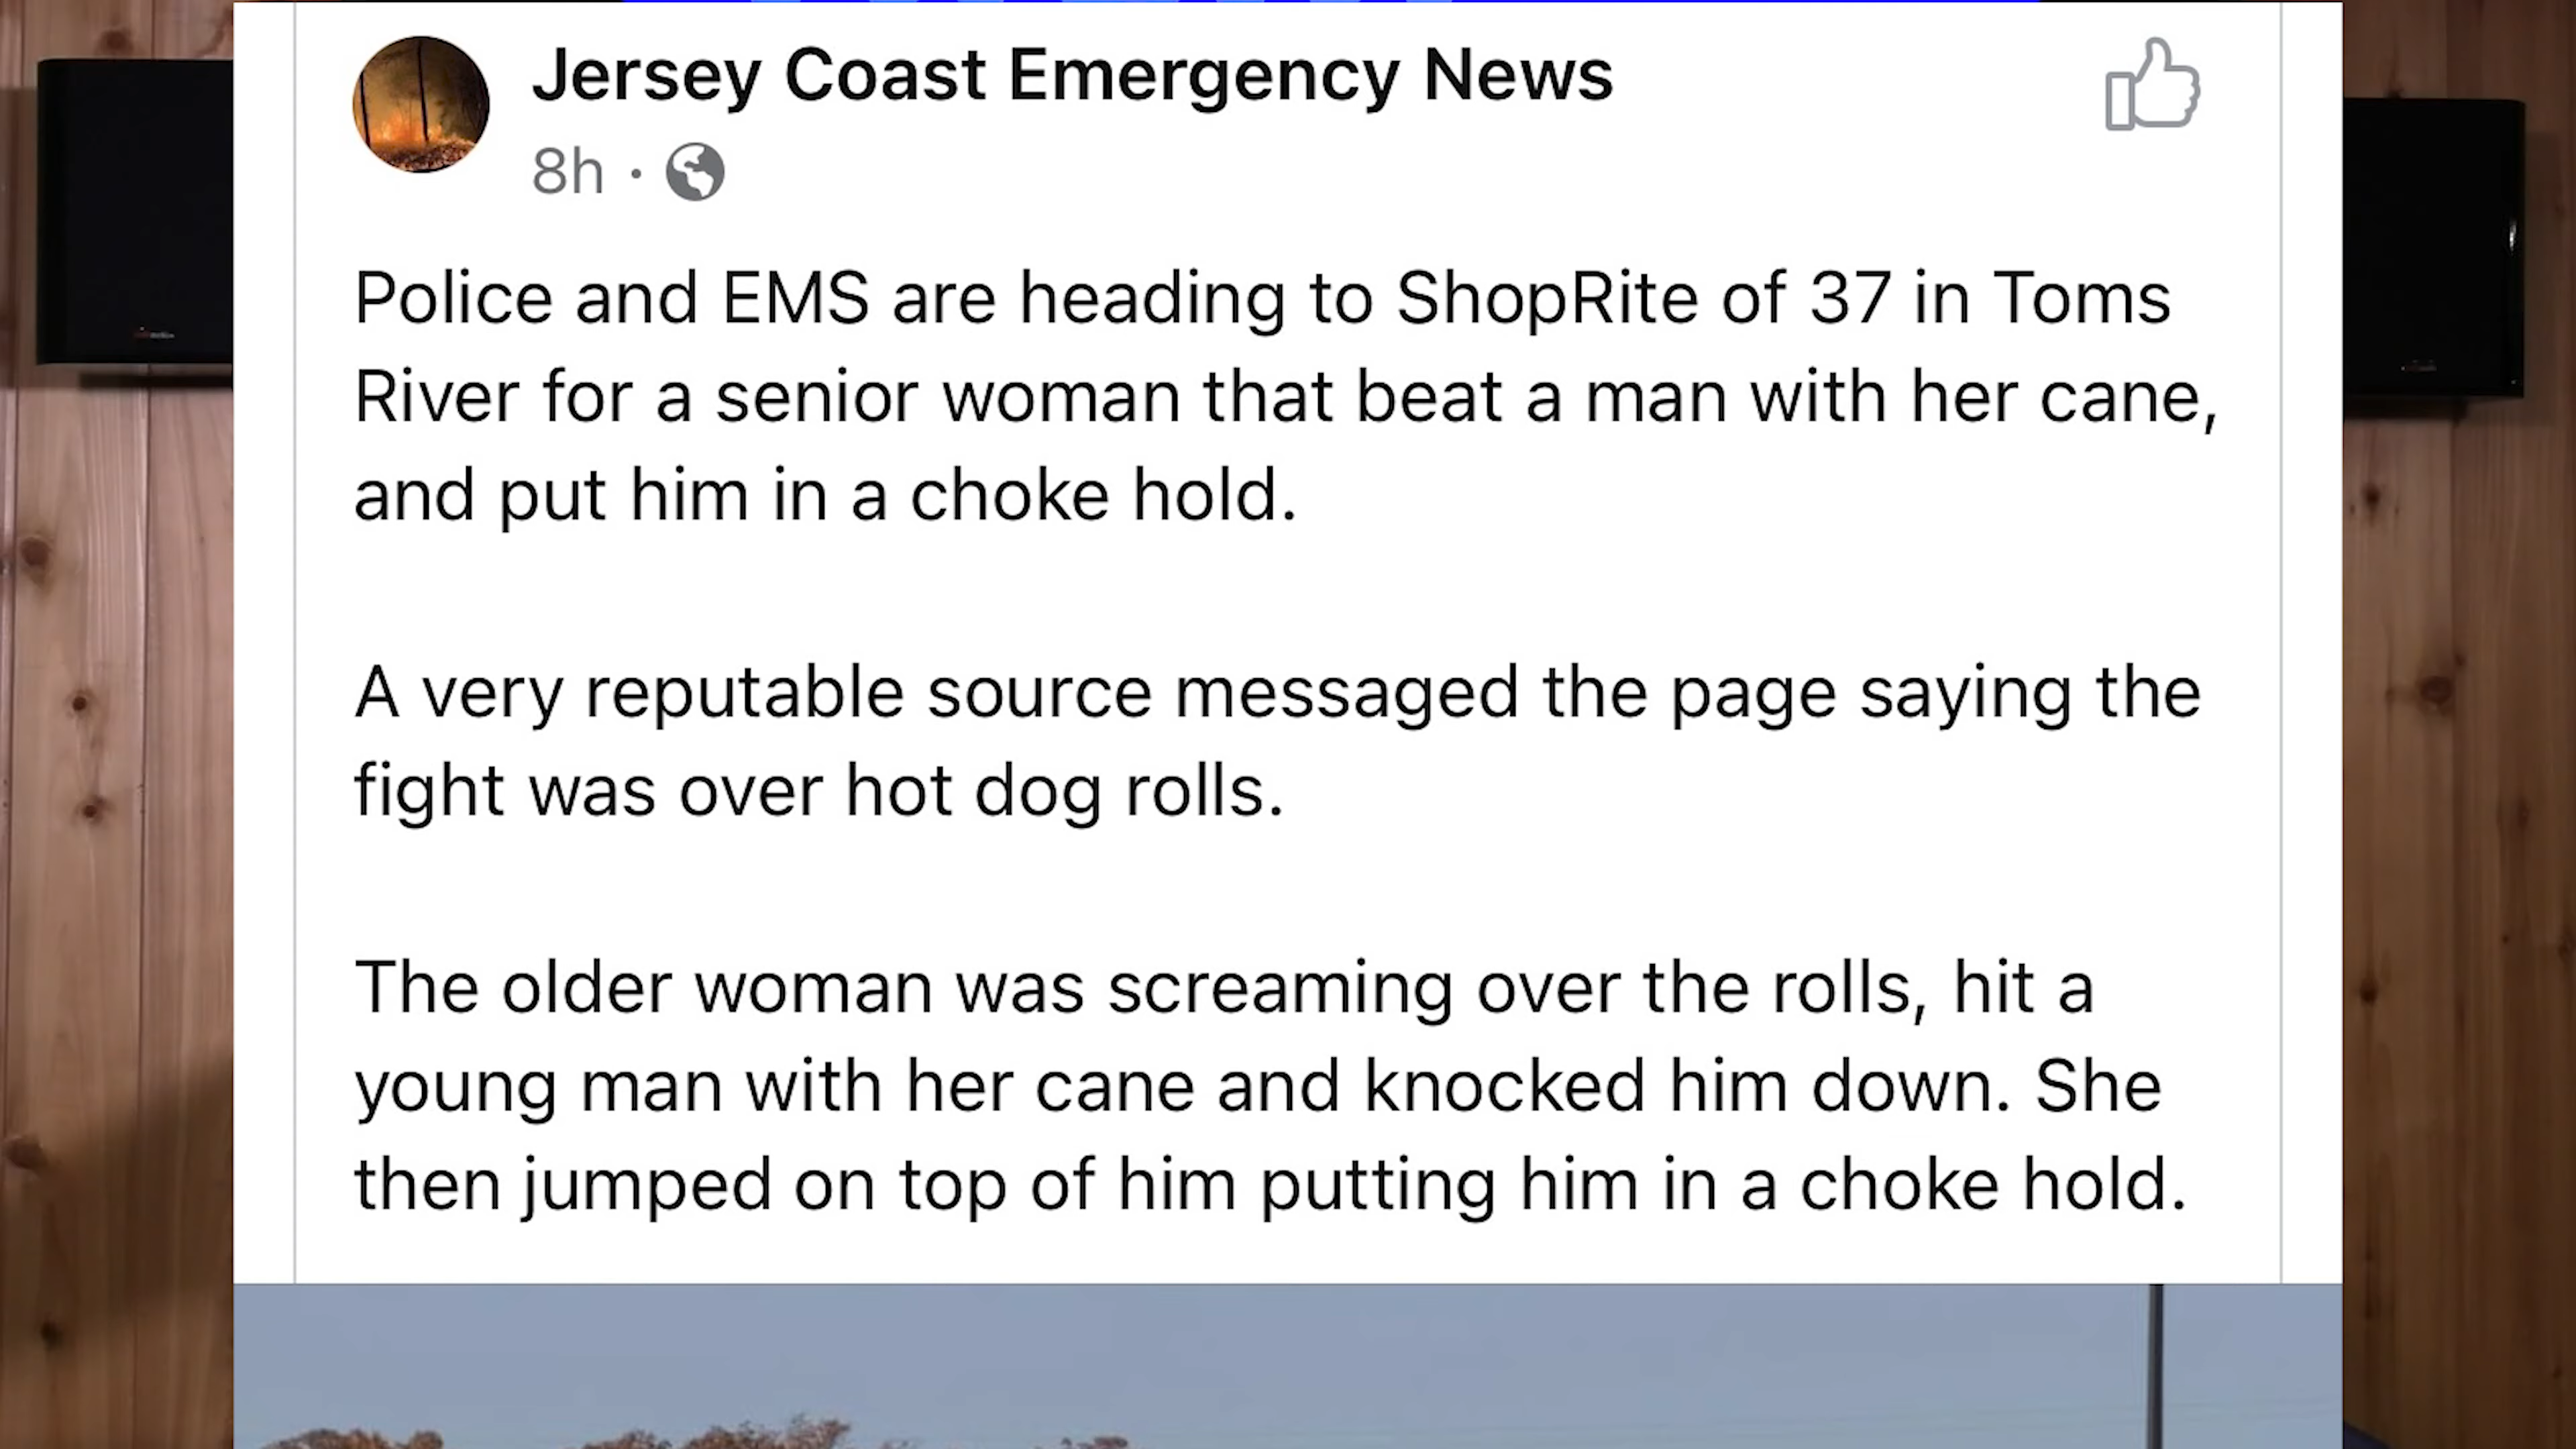 Jersey Coast Emergency News
8h ·
Police and EMS are heading to ShopRite of 37 in Toms
River for a senior woman that beat a man with her cane,
and put him in a choke hold.
A very reputable source messaged the page saying the
fight was over hot dog rolls.
The older woman was screaming over the rolls, hit a
young man with her cane and knocked him down. She
then jumped on top of him putting him in a choke hold.